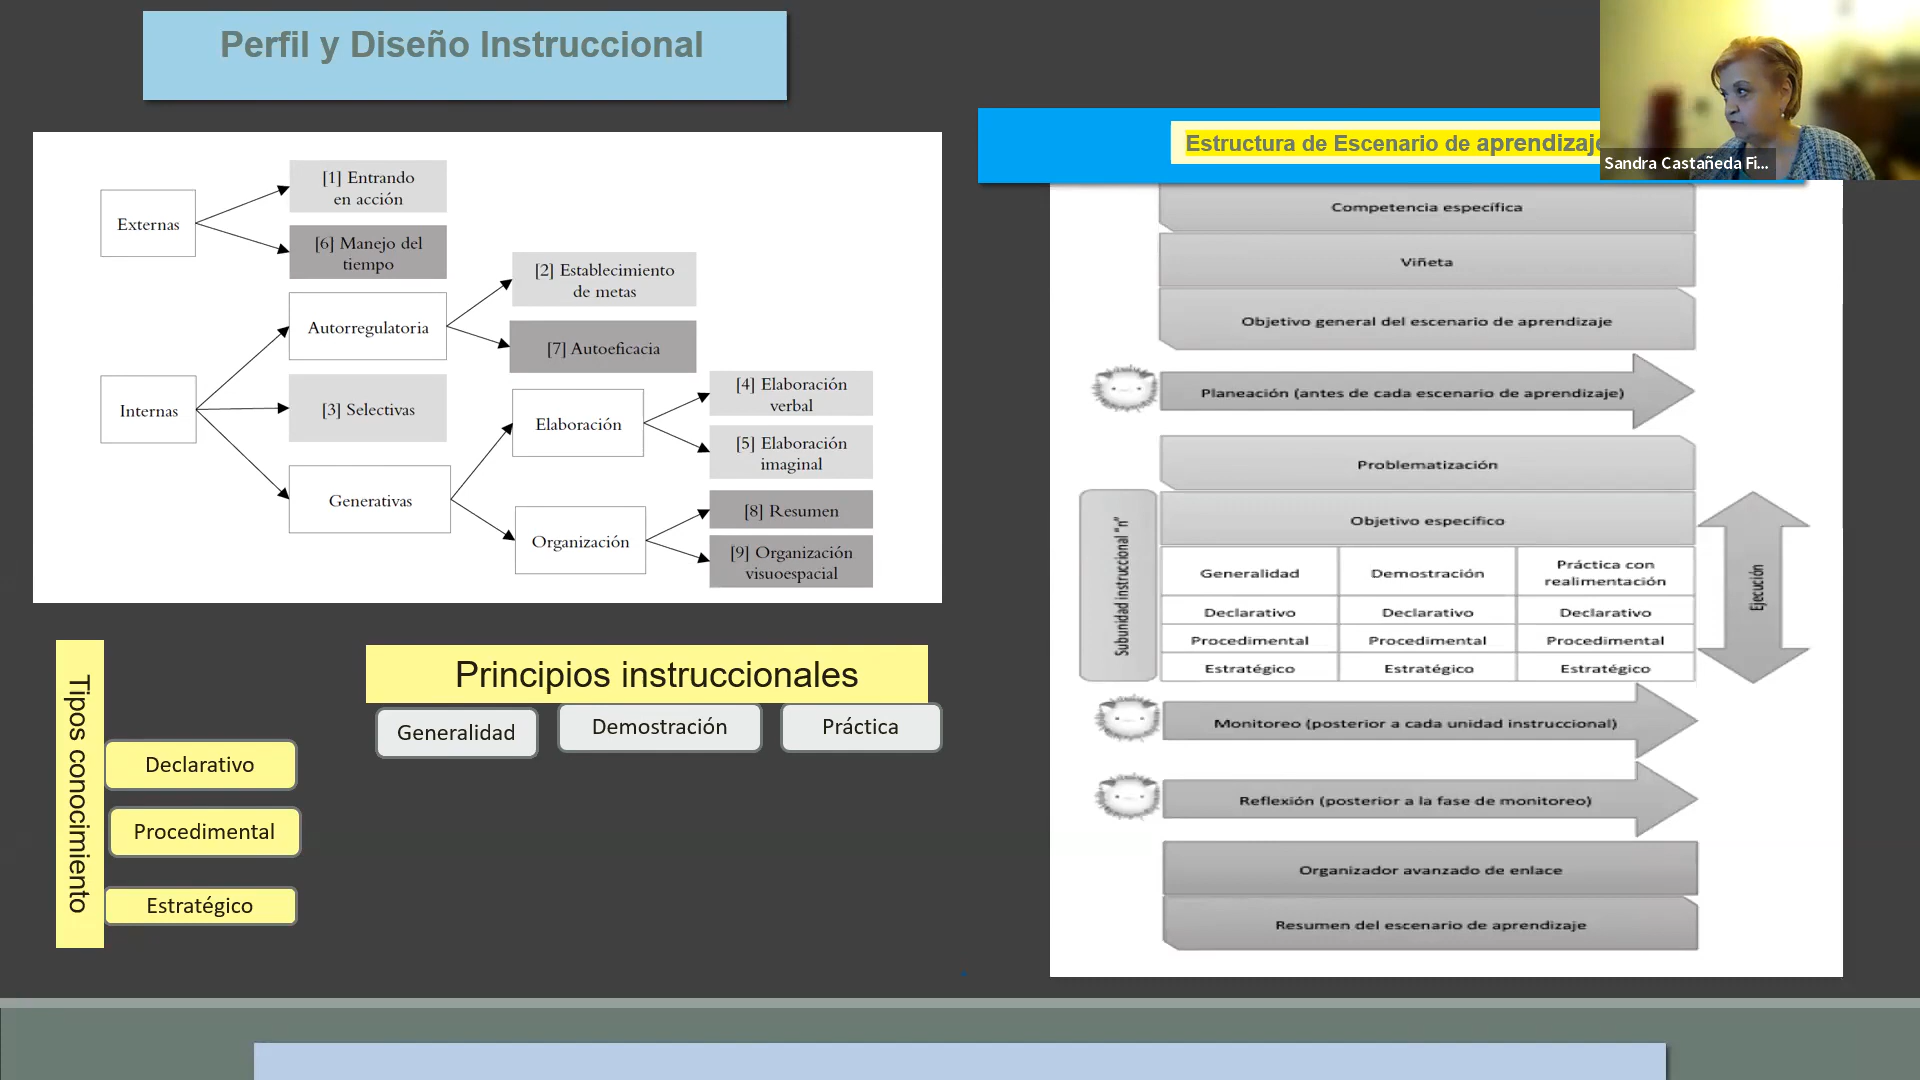 Perfil y Diseño Instruccional
Externas
[1] Entrando
en acción
[6] Manejo del
tiempo
Internas
Autorregulatoria
[2] Establecimiento
de metas
[7] Autoeficacia
[3] Selectivas
Generativas
Elaboración
[4] Elaboración
verbal
[5] Elaboración
imaginal
Organización
[8] Resumen
[9] Organización
visuoespacial
Tipos conocimiento
Declarativo
Procedimental
Estratégico
Principios instruccionales
Generalidad
Demostración
Práctica
Estructura de Escenario de aprendizaje
Sandra Castañeda Fi...
Competencia específica
Viñeta
Objetivo general del escenario de aprendizaje
Planeación (antes de cada escenario de aprendizaje)
Problematización
Subunidad instruccional "n"
Objetivo específico
Generalidad
Demostración
Práctica con
realimentación
Declarativo
Declarativo
Declarativo
Procedimental
Procedimental
Procedimental
Estratégico
Estratégico
Estratégico
Ejecución
Monitoreo (posterior a cada unidad instruccional)
Reflexión (posterior a la fase de monitoreo)
Organizador avanzado de enlace
Resumen del escenario de aprendizaje